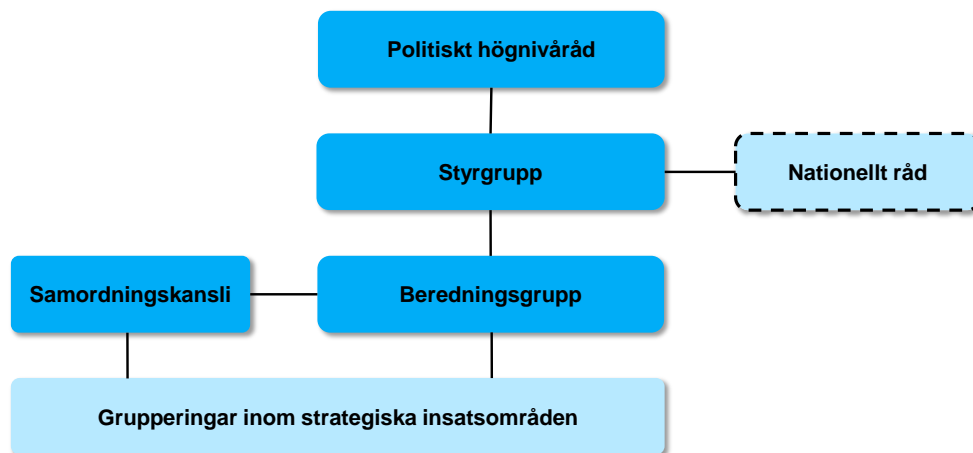 Politiskt högnivåråd
Styrgrupp
Nationellt råd
Samordningskansli
Beredningsgrupp
Grupperingar inom strategiska insatsområden